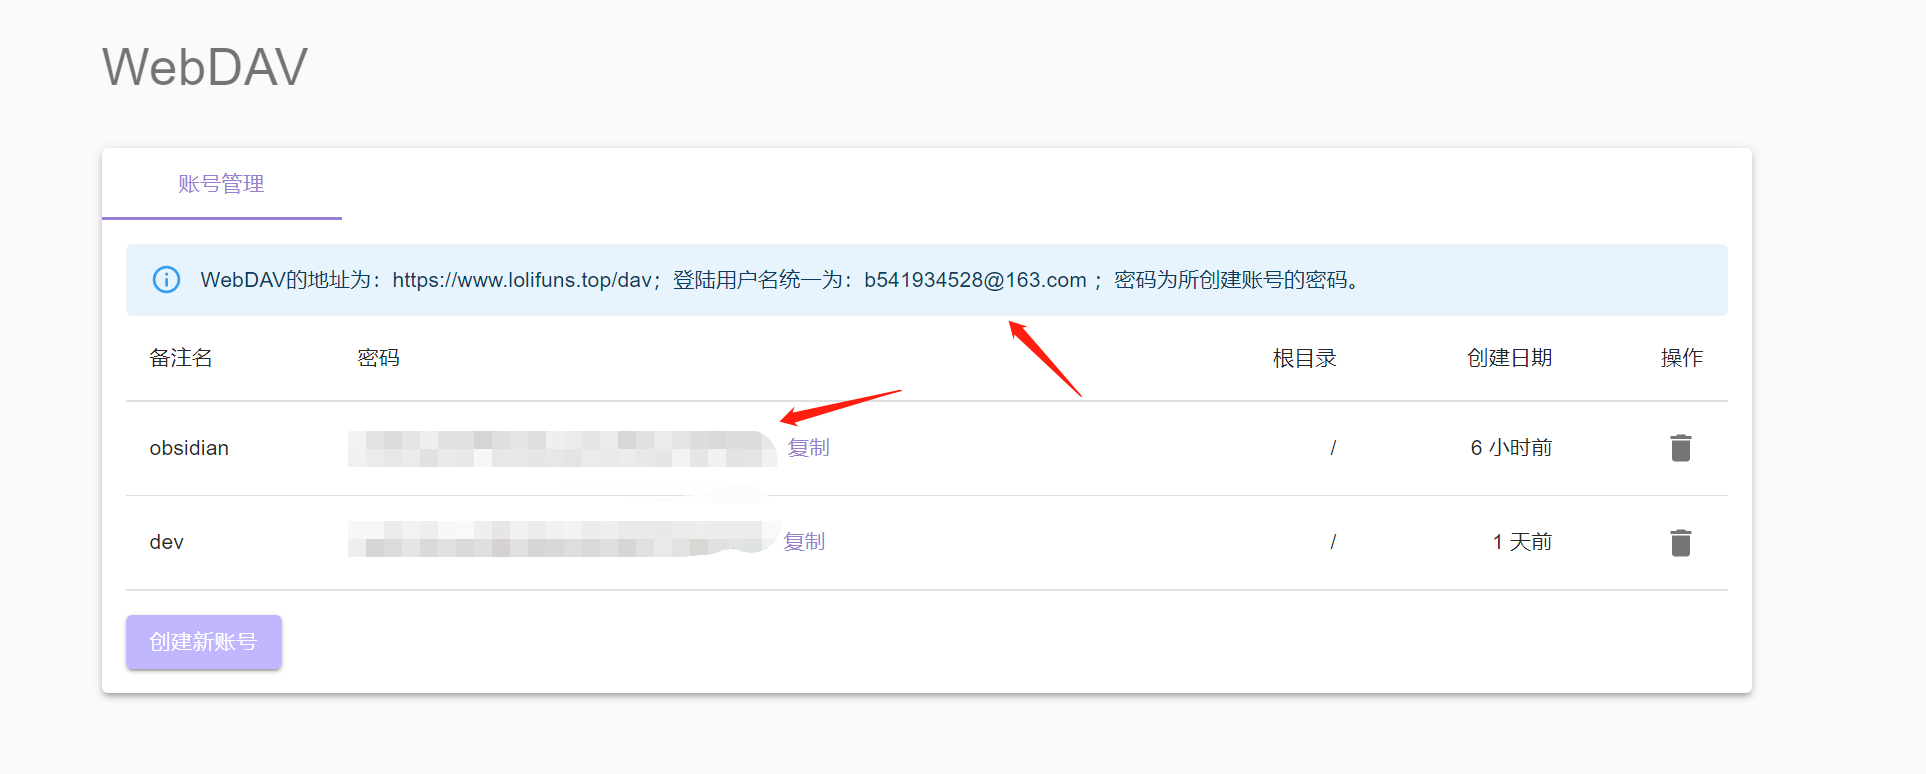 WebDAV
账号管理
WebDAV的地址为：https://www.lolifuns.top/dav；登陆用户名统一为：b541934528@163.com ；密码为所创建账号的密码。
备注名 密码 根目录 创建日期 操作
obsidian 复制 / 6 小时前
dev 复制 / 1 天前
创建新账号